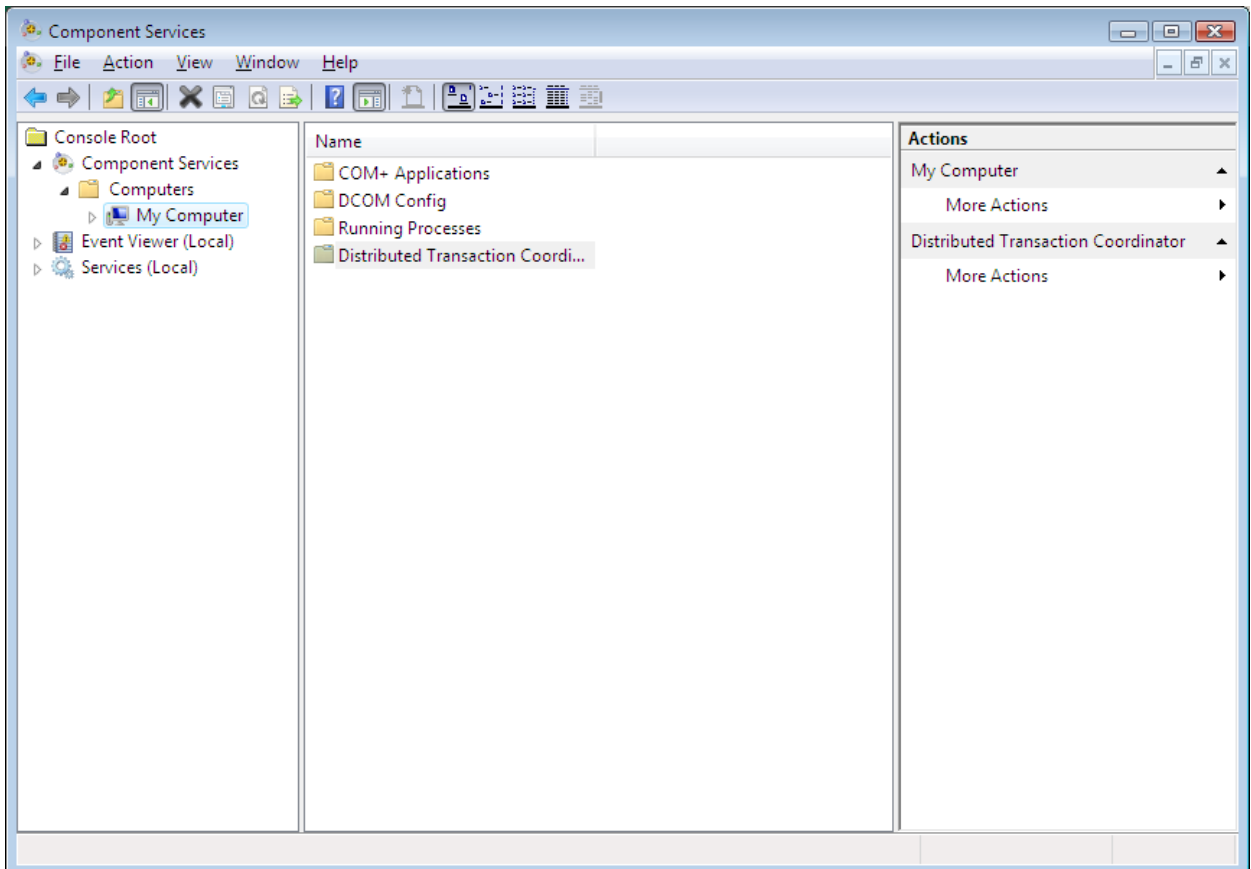 Component Services
File Action View Window Help
Console Root
Component Services
Computers
My Computer
Event Viewer (Local)
Services (Local)
Name
COM+ Applications
DCOM Config
Running Processes
Distributed Transaction Coordi...
Actions
My Computer
More Actions
Distributed Transaction Coordinator
More Actions